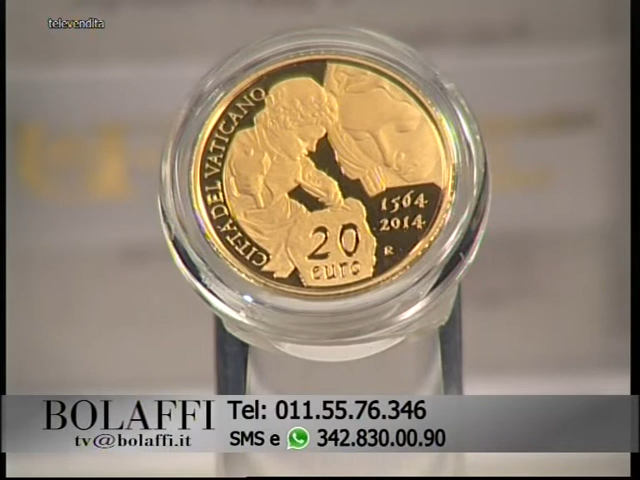 televendita
CITTÀ DEL VATICANO
1564
2014
R
20
euro
BOLAFFI
tv@bolaffi.it
Tel: 011.55.76.346
SMS e 342.830.00.90